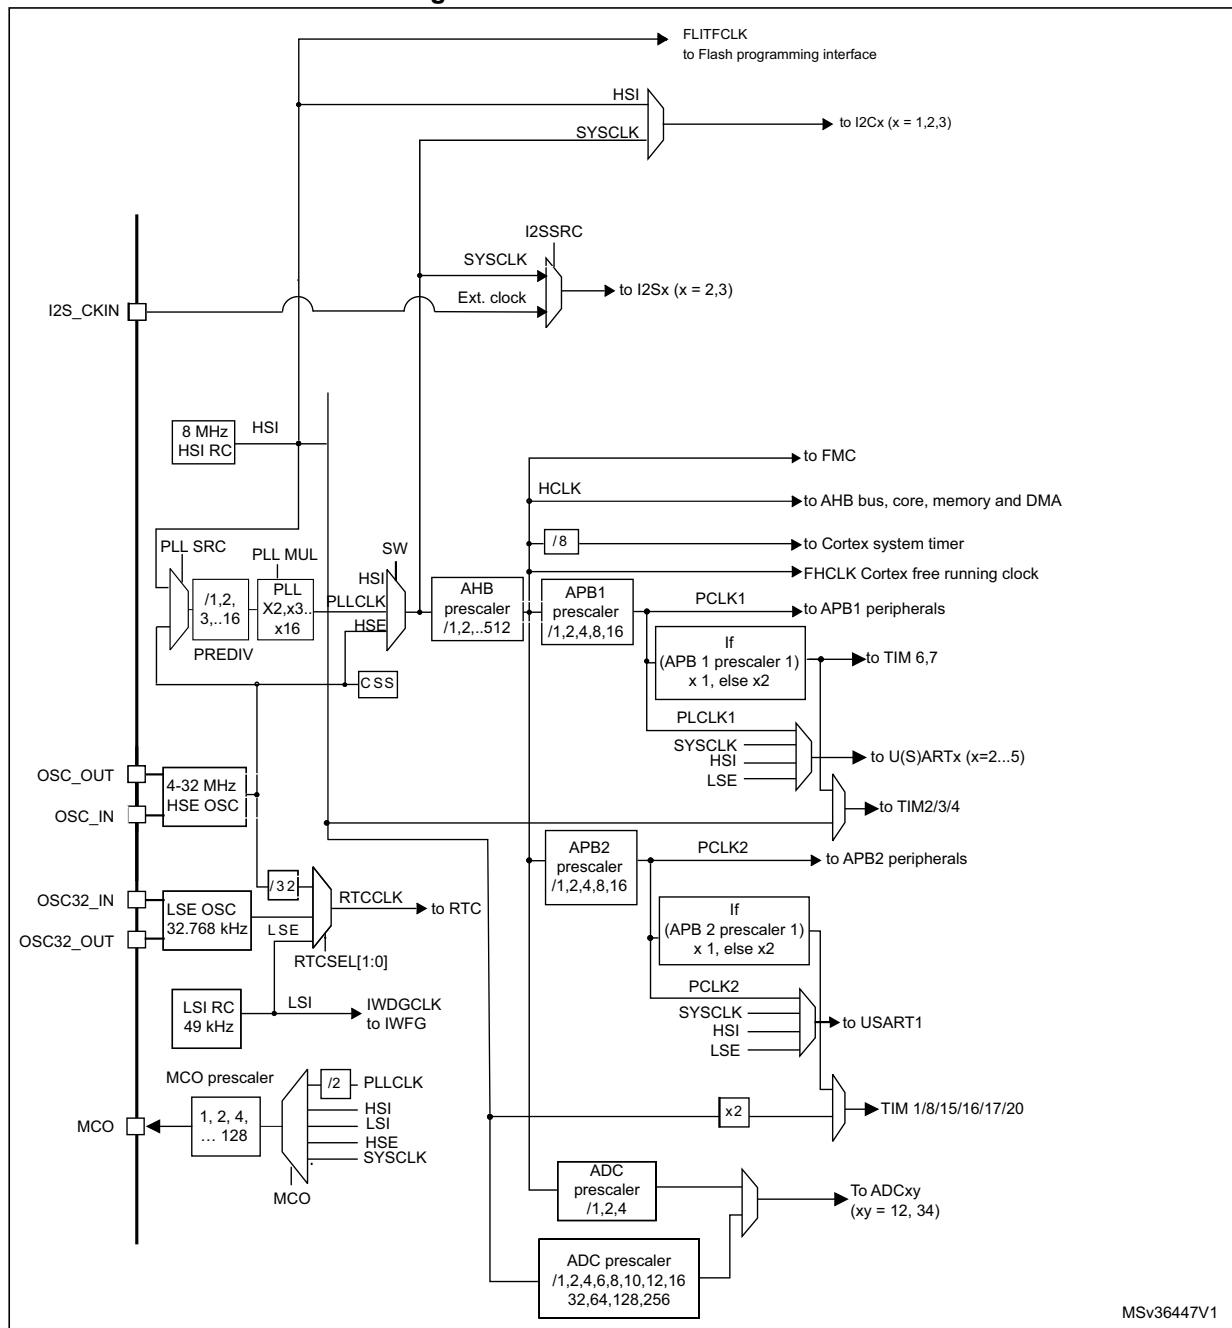 FLITFCLK
to Flash programming interface
HSI
to I2Cx (x = 1,2,3)
SYSCLK
I2SSRC
SYSCLK
to I2Sx (x = 2,3)
Ext. clock
I2S_CKIN
8 MHz
HSI RC
HSI
to FMC
HCLK
to AHB bus, core, memory and DMA
/8
to Cortex system timer
FHCLK Cortex free running clock
PLL SRC
PLL MUL
SW
/1,2,
3,..16
PREDIV
PLL
X2,x3..
x16
HSI
PLLCLK
HSE
AHB
prescaler
/1,2,..512
APB1
prescaler
/1,2,4,8,16
PCLK1
to APB1 peripherals
If
(APB 1 prescaler 1)
x 1, else x2
to TIM 6,7
CSS
PLCLK1
SYSCLK
HSI
LSE
to U(S)ARTx (x=2...5)
to TIM2/3/4
OSC_OUT
OSC_IN
4-32 MHz
HSE OSC
APB2
prescaler
/1,2,4,8,16
PCLK2
to APB2 peripherals
If
(APB 2 prescaler 1)
x 1, else x2
/32
OSC32_IN
OSC32_OUT
LSE OSC
32.768 kHz
LSE
RTCCLK
to RTC
RTCSEL[1:0]
PCLK2
SYSCLK
HSI
LSE
to USART1
LSI RC
49 kHz
LSI
IWDGCLK
to IWFG
MCO prescaler
MCO
1, 2, 4,
... 128
/2
PLLCLK
HSI
LSI
HSE
SYSCLK
MCO
x2
TIM 1/8/15/16/17/20
ADC
prescaler
/1,2,4
To ADCxy
(xy = 12, 34)
ADC prescaler
/1,2,4,6,8,10,12,16
32,64,128,256
MSv36447V1